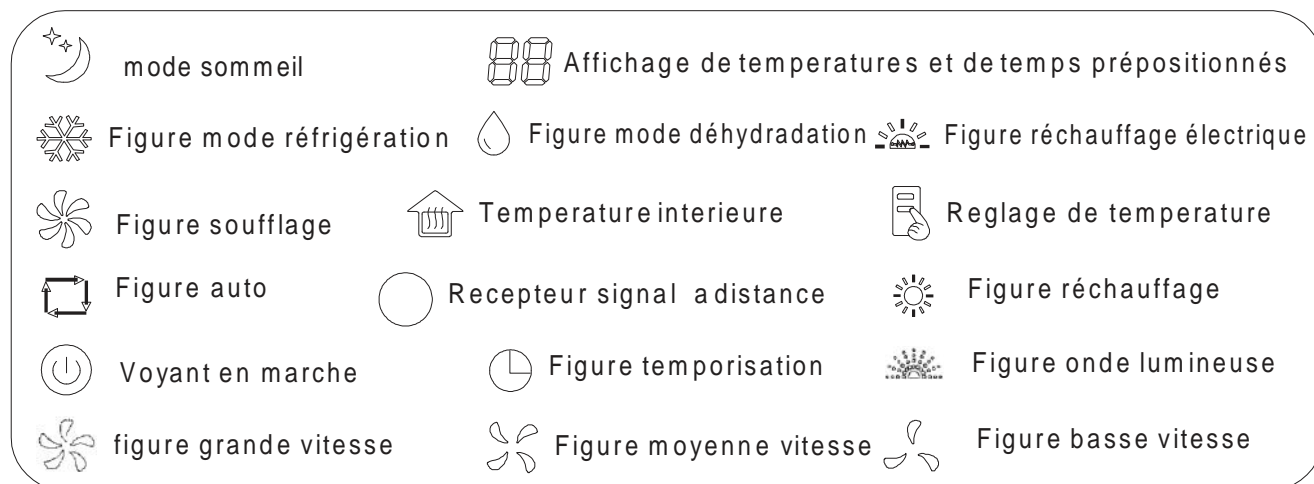 mode sommeil
88 Affichage de temperatures et de temps prépositionnés
Figure mode réfrigération
Figure mode déhydradation
Figure réchauffage électrique
Figure soufflage
Temperature interieure
Reglage de temperature
Figure auto
Recepteur signal a distance
Figure réchauffage
Voyant en marche
Figure temporisation
Figure onde lumineuse
figure grande vitesse
Figure moyenne vitesse
Figure basse vitesse